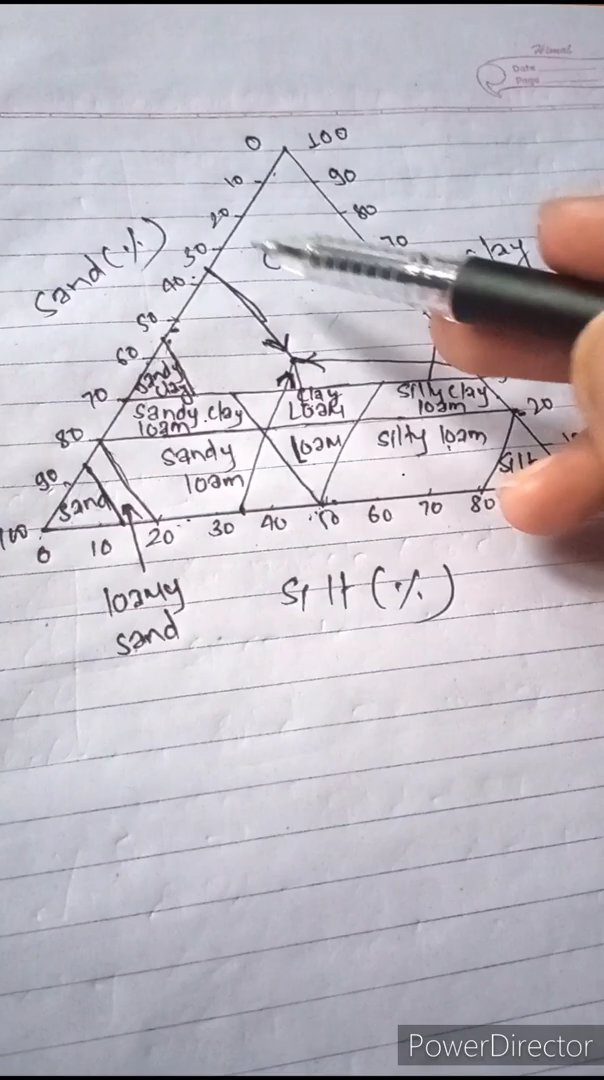 Date
Page
0 100
10 90
20 80
30 70
Sand (%)
clay
40
50
60
Sandy
clay
70
Sandy clay
loam
Clay
Loam
Silty clay
loam
20
80
Sandy
loam
loam
silty loam
90
Sand
Silt
100
0 10 20 30 40 50 60 70 80
loamy
sand
Silt (%)
PowerDirector